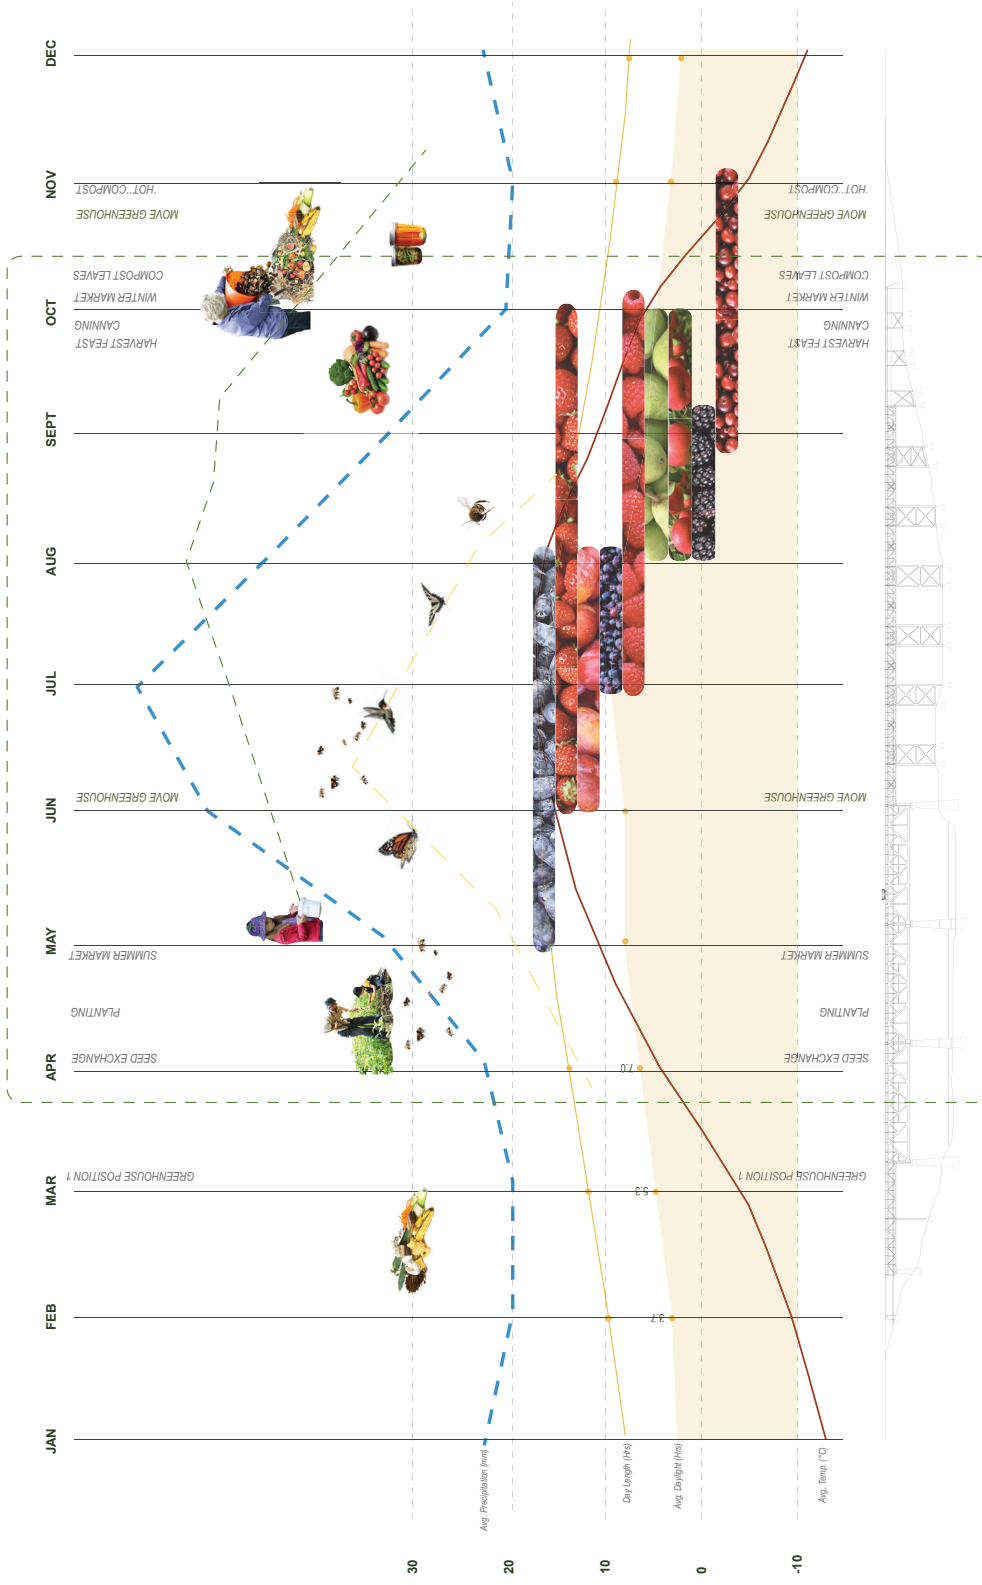 DEC
NOV
OCT
SEPT
AUG
JUL
JUN
MAY
APR
MAR
FEB
JAN
"HOT" COMPOST
MOVE GREENHOUSE
COMPOST LEAVES
WINTER MARKET
CANNING
HARVEST FEAST
MOVE GREENHOUSE
SUMMER MARKET
PLANTING
SEED EXCHANGE
GREENHOUSE POSITION 1
"HOT" COMPOST
MOVE GREENHOUSE
COMPOST LEAVES
WINTER MARKET
CANNING
HARVEST FEAST
MOVE GREENHOUSE
SUMMER MARKET
PLANTING
SEED EXCHANGE
GREENHOUSE POSITION 1
7.0
5.3
3.7
Avg. Precipitation (mm)
Day Length (Hrs)
Avg. Daylight (Hrs)
Avg. Temp. (°C)
30
20
10
0
-10